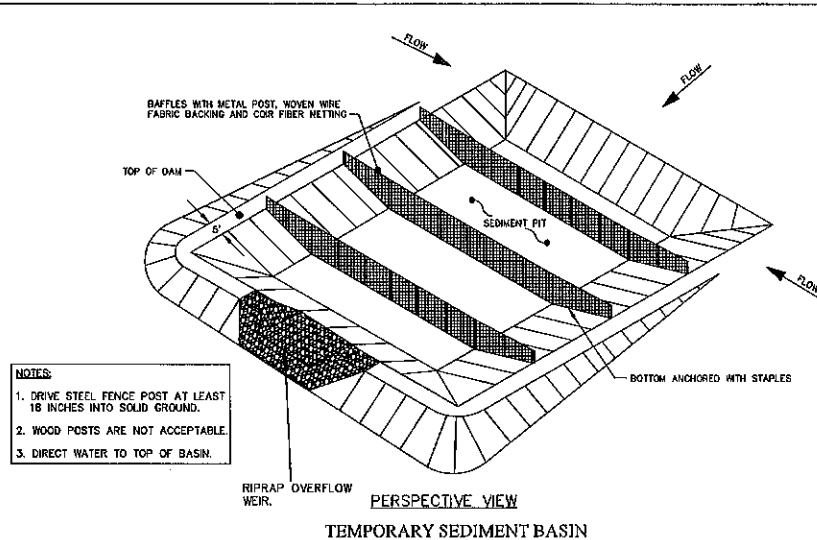 FLOW
FLOW
BAFFLES WITH METAL POST, WOVEN WIRE
FABRIC BACKING AND COIR FIBER NETTING
TOP OF DAM
5'
SEDIMENT PIT
FLOW
BOTTOM ANCHORED WITH STAPLES
NOTES:
1. DRIVE STEEL FENCE POST AT LEAST
18 INCHES INTO SOLID GROUND.
2. WOOD POSTS ARE NOT ACCEPTABLE.
3. DIRECT WATER TO TOP OF BASIN.
RIPRAP OVERFLOW
WEIR.
PERSPECTIVE VIEW
TEMPORARY SEDIMENT BASIN